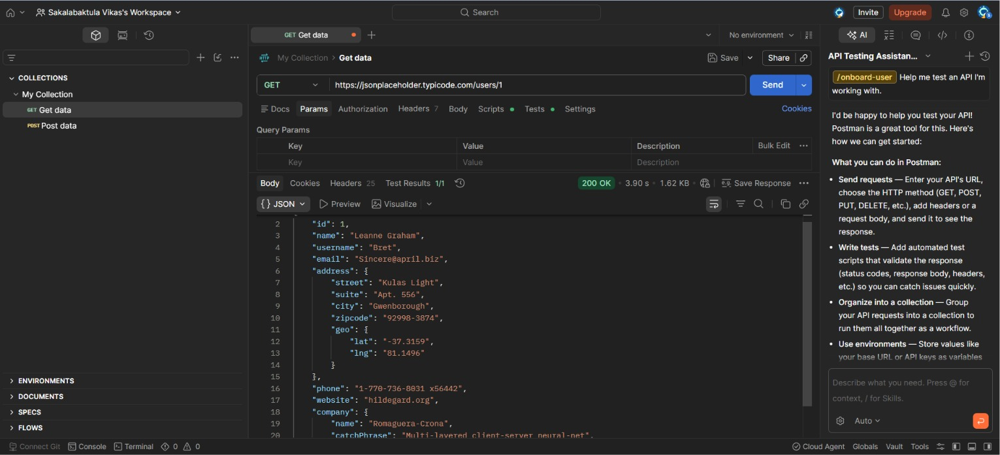 Sakalabaktula Vikas's Workspace
Search
Invite
Upgrade
GET Get data
No environment
AI
My Collection > Get data
Save
Share
API Testing Assistan...
COLLECTIONS
My Collection
GET Get data
POST Post data
GET
https://jsonplaceholder.typicode.com/users/1
Send
Docs Params Authorization Headers 7 Body Scripts Tests Settings
Cookies
Query Params
Key Value Description Bulk Edit
Key Value Description
Body Cookies Headers 25 Test Results 1/1
200 OK • 3.90 s • 1.62 KB
e.g. Save Response
{} JSON Preview Visualize
2 "id": 1,
3 "name": "Leanne Graham",
4 "username": "Bret",
5 "email": "Sincere@april.biz",
6 "address": {
7 "street": "Kulas Light",
8 "suite": "Apt. 556",
9 "city": "Gwenborough",
10 "zipcode": "92998-3874",
11 "geo": {
12 "lat": "-37.3159",
13 "lng": "81.1496"
14 }
15 },
16 "phone": "1-770-736-8031 x56442",
17 "website": "hildegard.org",
18 "company": {
19 "name": "Romaguera-Crona",
20 "catchPhrase": "Multi-layered client-server neural-net",
/onboard-user Help me test an API I'm
working with.
I'd be happy to help you test your API!
Postman is a great tool for this. Here's
how we can get started:
What you can do in Postman:
• Send requests — Enter your API's URL,
choose the HTTP method (GET, POST,
PUT, DELETE, etc.), add headers or a
request body, and send it to see the
response.
• Write tests — Add automated test
scripts that validate the response
(status codes, response body, headers,
etc.) so you can catch issues quickly.
• Organize into a collection — Group
your API requests into a collection to
run them all together as a workflow.
• Use environments — Store values like
your base URL or API keys as variables
Describe what you need. Press @ for
context, / for Skills.
Auto
ENVIRONMENTS
DOCUMENTS
SPECS
FLOWS
Connect Git Console Terminal 0 0
Cloud Agent Globals Vault Tools